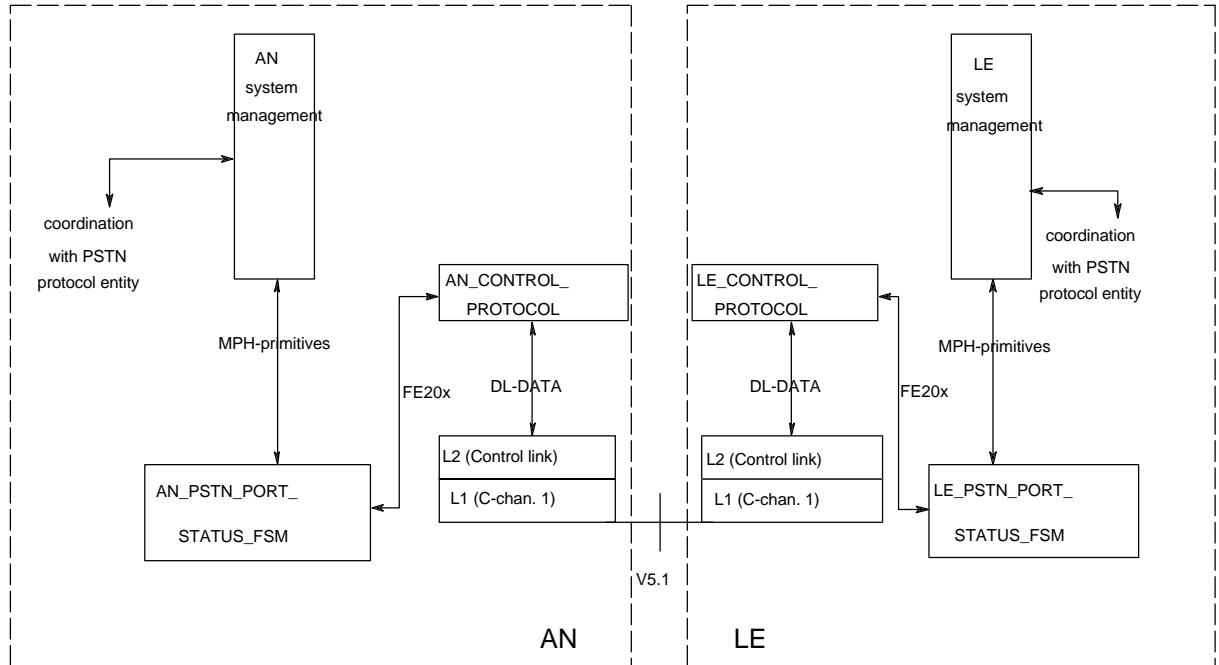 AN
system
management
coordination
with PSTN
protocol entity
MPH-primitives
AN_CONTROL_
PROTOCOL
FE20x
DL-DATA
L2 (Control link)
L1 (C-chan. 1)
AN_PSTN_PORT_
STATUS_FSM
AN
V5.1
LE
system
management
coordination
with PSTN
protocol entity
LE_CONTROL_
PROTOCOL
MPH-primitives
DL-DATA
FE20x
L2 (Control link)
L1 (C-chan. 1)
LE_PSTN_PORT_
STATUS_FSM
LE